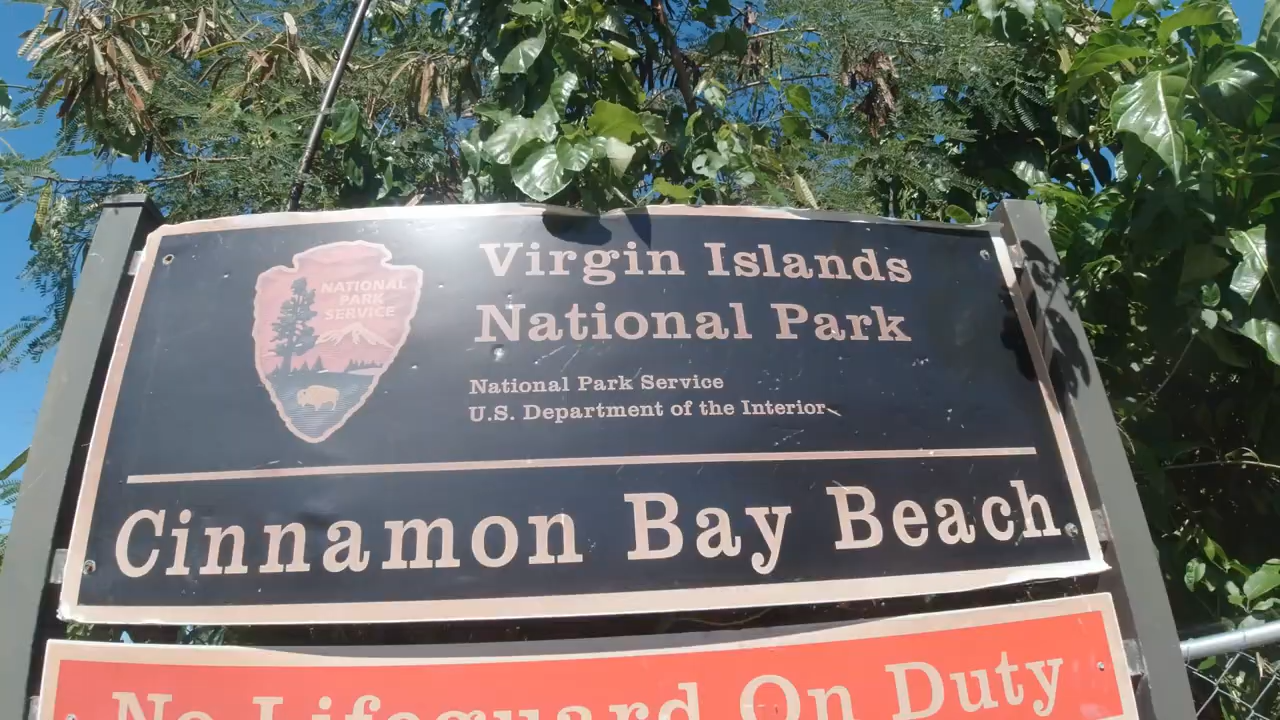 NATIONAL
PARK
SERVICE
Virgin Islands
National Park
National Park Service
U.S. Department of the Interior
Cinnamon Bay Beach
No Lifeguard On Duty